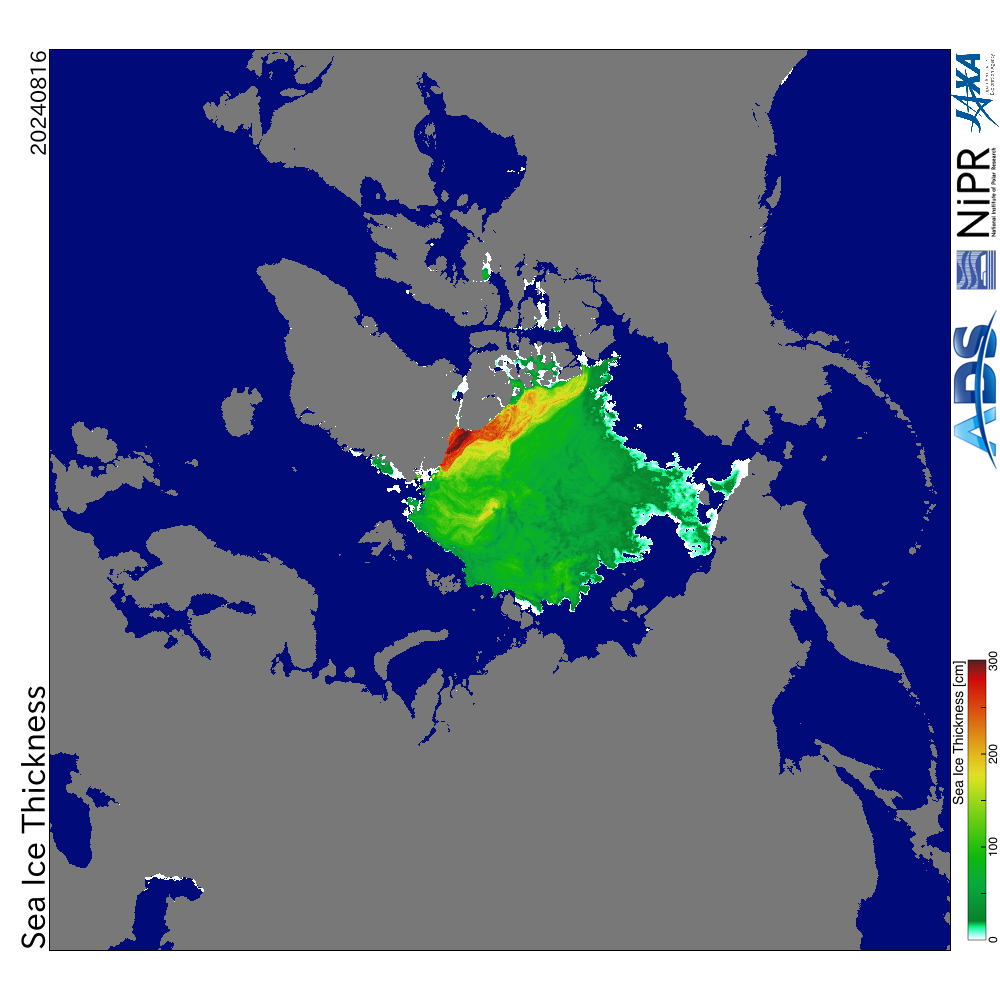 Sea Ice Thickness
20240816
Sea Ice Thickness [cm]
0
100
200
300
ADS
NiPR
National Institute of Polar Research
JAXA